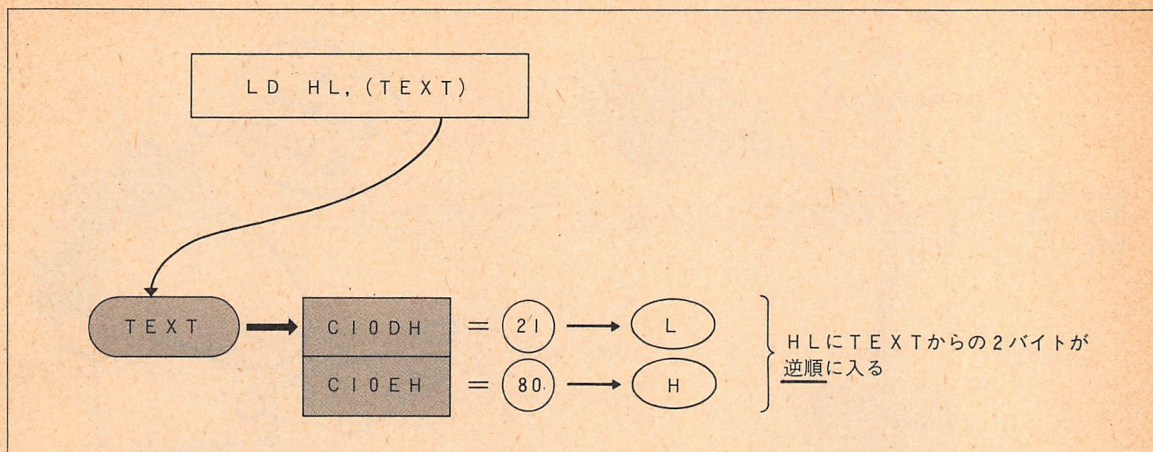 LD HL, (TEXT)
TEXT
C10DH = 21 L
C10EH = 80 H
HLにTEXTからの2バイトが
逆順に入る